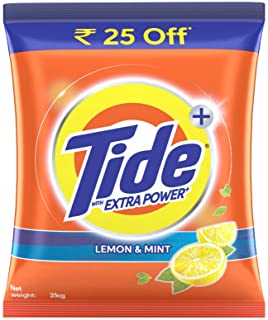 ₹ 25 Off*
+
Tide
WITH EXTRA POWER+
LEMON & MINT
Net
weight: 2kg